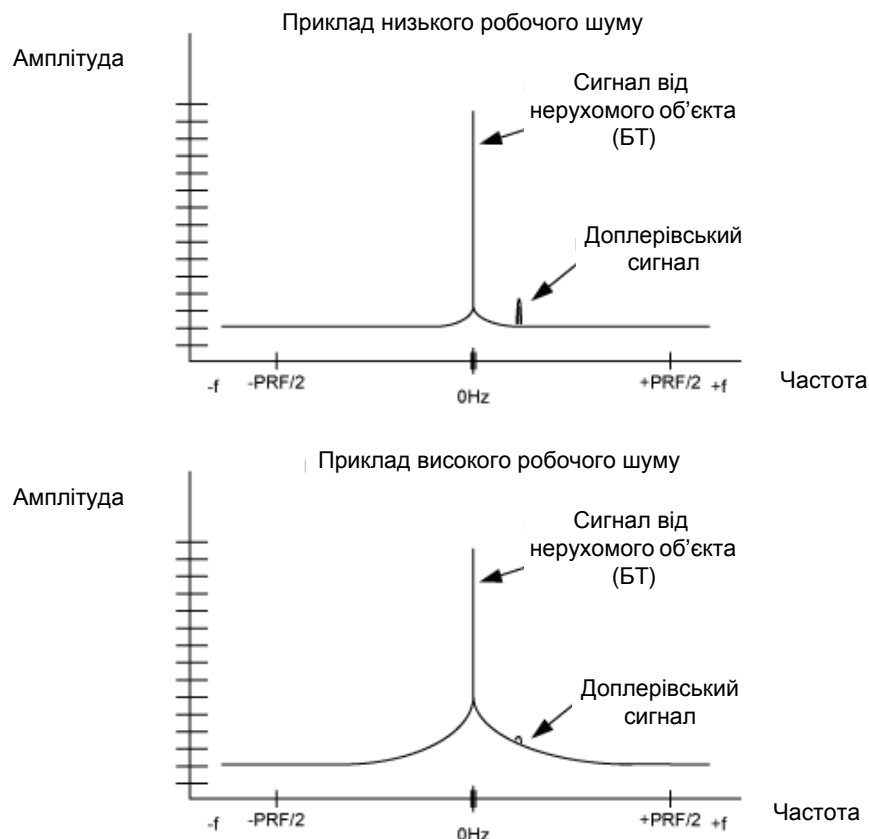 Приклад низького робочого шуму
Амплітуда
Сигнал від
нерухомого об’єкта
(БТ)
Доплерівський
сигнал
-f -PRF/2 0Hz +PRF/2 +f Частота
Приклад високого робочого шуму
Амплітуда
Сигнал від
нерухомого об’єкта
(БТ)
Доплерівський
сигнал
-f -PRF/2 0Hz +PRF/2 +f Частота